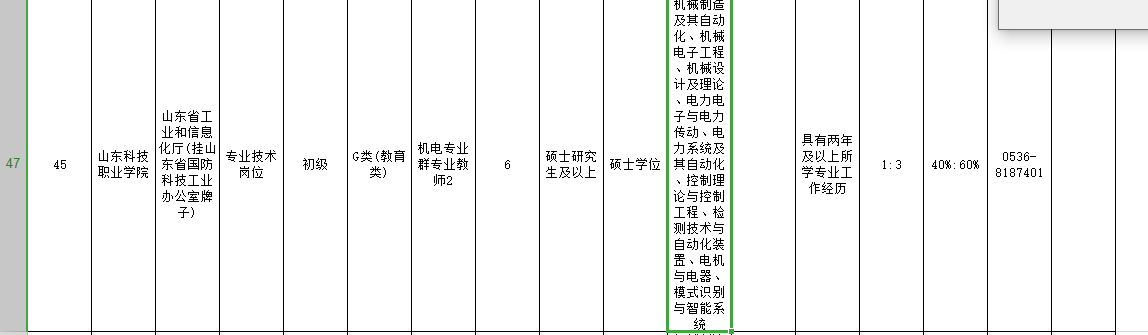 47
45
山东科技
职业学院
山东省工
业和信息
化厅(挂山
东省国防
科技工业
办公室牌
子)
专业技术
岗位
初级
G类(教育
类)
机电专业
群专业教
师2
6
硕士研究
生及以上
硕士学位
机械制造
及其自动
化、机械
电子工程
、机械设
计及理论
、电力电
子与电力
传动、电
力系统及
其自动化
、控制理
论与控制
工程、检
测技术与
自动化装
置、电机
与电器、
模式识别
与智能系
统
具有两年
及以上所
学专业工
作经历
1:3
40%:60%
0536-
8187401